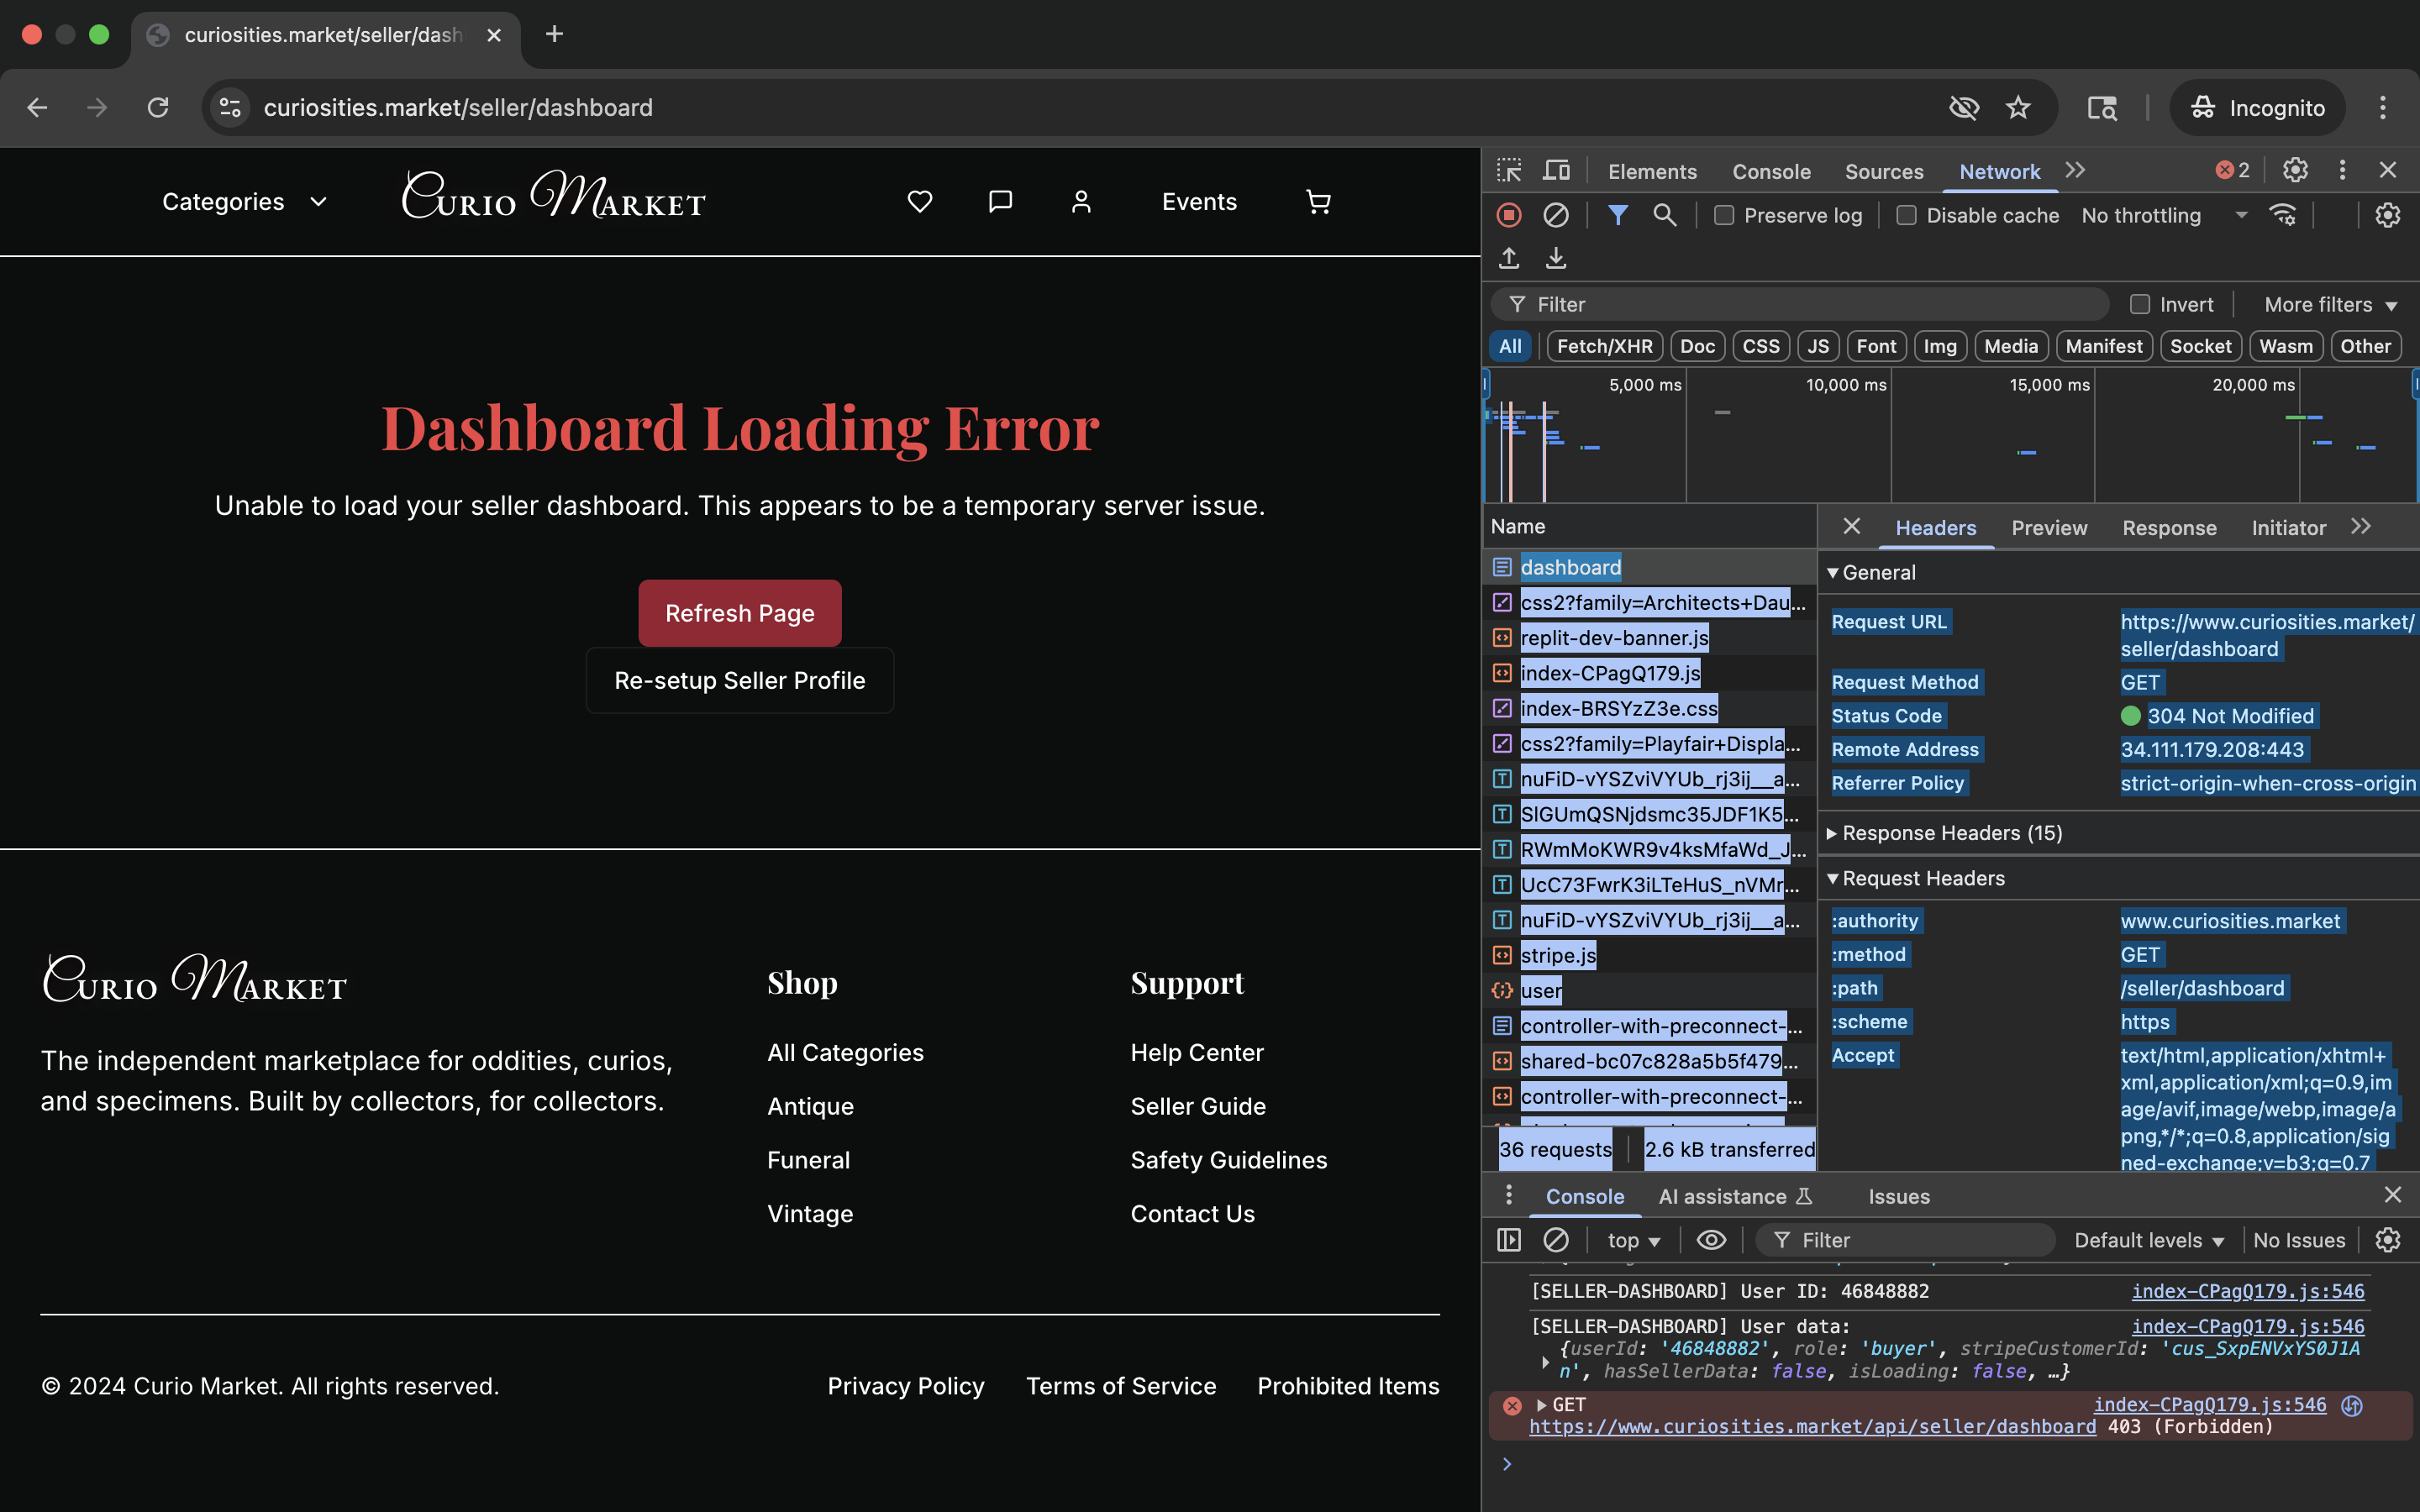 curiosities.market/seller/dash
curiosities.market/seller/dashboard
Incognito
Categories
Curio Market
Events
Dashboard Loading Error
Unable to load your seller dashboard. This appears to be a temporary server issue.
Refresh Page
Re-setup Seller Profile
Curio Market
The independent marketplace for oddities, curios,
and specimens. Built by collectors, for collectors.
Shop
All Categories
Antique
Funeral
Vintage
Support
Help Center
Seller Guide
Safety Guidelines
Contact Us
© 2024 Curio Market. All rights reserved.
Privacy Policy
Terms of Service
Prohibited Items
Elements
Console
Sources
Network
2
Preserve log
Disable cache
No throttling
Filter
Invert
More filters
All
Fetch/XHR
Doc
CSS
JS
Font
Img
Media
Manifest
Socket
Wasm
Other
5,000 ms
10,000 ms
15,000 ms
20,000 ms
Name
dashboard
css2?family=Architects+Dau...
replit-dev-banner.js
index-CPagQ179.js
index-BRSYzZ3e.css
css2?family=Playfair+Displa...
nuFiD-vYSZviVYUb_rj3ij__a...
SlGUmQSNjdsmc35JDF1K5...
RWmMoKWR9v4ksMfaWd_J...
UcC73FwrK3iLTeHuS_nVMr...
nuFiD-vYSZviVYUb_rj3ij__a...
stripe.js
user
controller-with-preconnect-...
shared-bc07c828a5b5f479...
controller-with-preconnect-...
36 requests
2.6 kB transferred
Headers
Preview
Response
Initiator
General
Request URL
https://www.curiosities.market/
seller/dashboard
Request Method
GET
Status Code
304 Not Modified
Remote Address
34.111.179.208:443
Referrer Policy
strict-origin-when-cross-origin
Response Headers (15)
Request Headers
:authority
www.curiosities.market
:method
GET
:path
/seller/dashboard
:scheme
https
Accept
text/html,application/xhtml+
xml,application/xml;q=0.9,im
age/avif,image/webp,image/a
png,*/*;q=0.8,application/sig
ned-exchange;v=b3;q=0.7
Console
AI assistance
Issues
top
Filter
Default levels
No Issues
[SELLER-DASHBOARD] User ID: 46848882
index-CPagQ179.js:546
[SELLER-DASHBOARD] User data:
index-CPagQ179.js:546
{userId: '46848882', role: 'buyer', stripeCustomerId: 'cus_SxpENVxYS0J1A
n', hasSellerData: false, isLoading: false, …}
GET
index-CPagQ179.js:546
https://www.curiosities.market/api/seller/dashboard 403 (Forbidden)